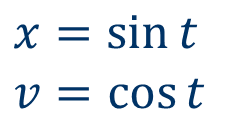 x = sin t
v = cos t